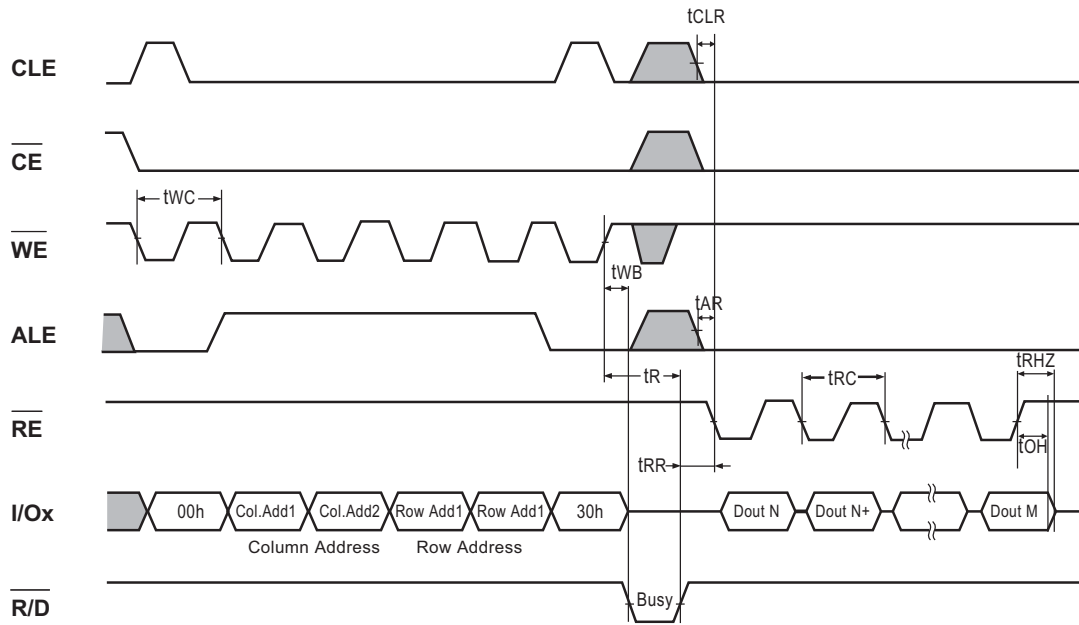 tCLR
CLE
CE
tWC
WE
tWB
tAR
ALE
tR
tRC
tRHZ
RE
tOH
tRR
I/Ox
00h
Col.Add1
Col.Add2
Row Add1
Row Add1
30h
Dout N
Dout N+
Dout M
Column Address
Row Address
R/D
Busy